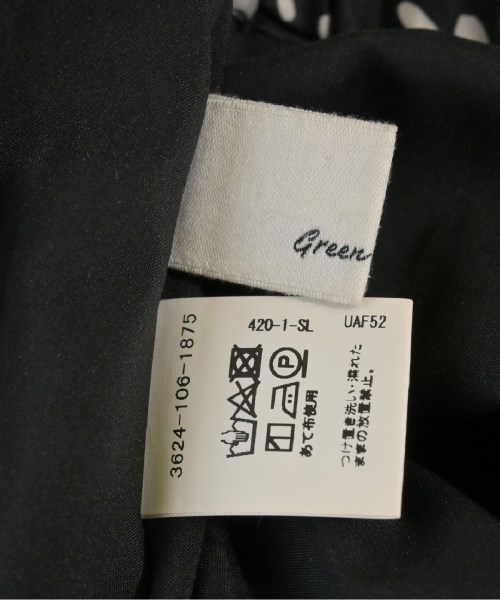 Green
420-1-SL UAF52
3624-106-1875
あて布使用
つけ置き洗い・濡れた
ままの放置禁止。